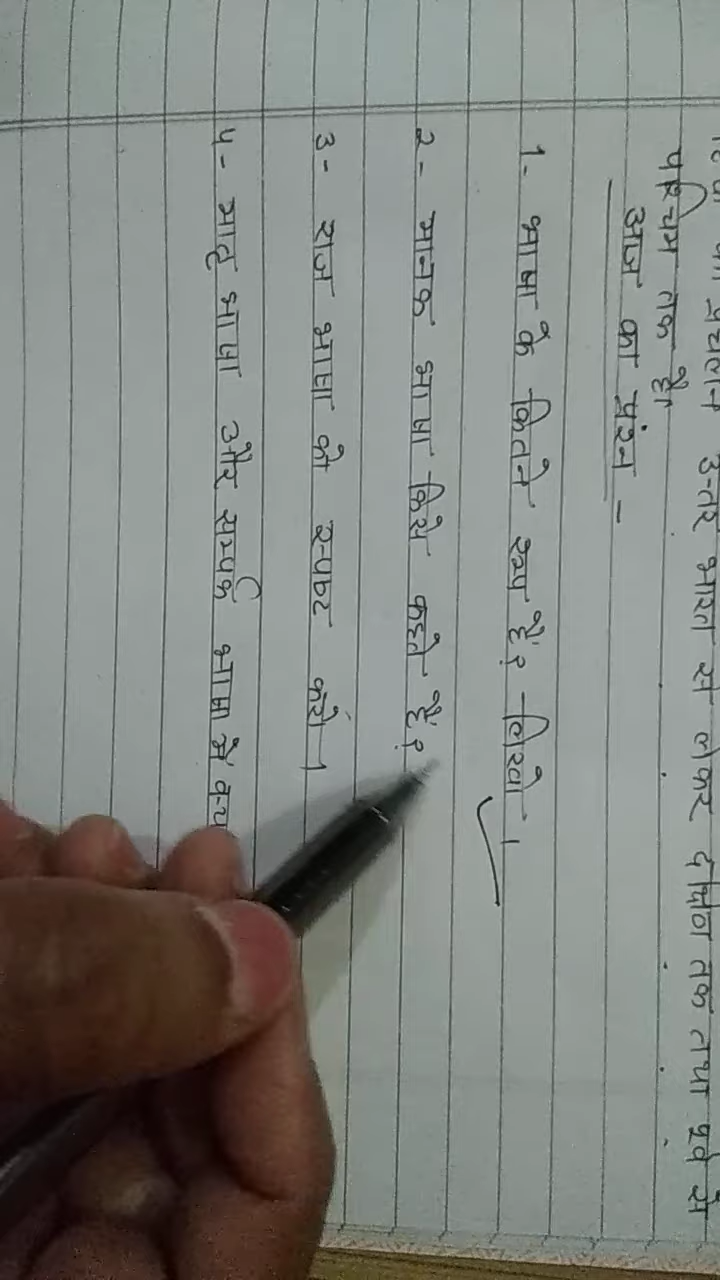 का प्रचलन उत्तर भारत से लेकर दक्षिण तक तथा पूर्व से
पश्चिम तक है।
आज का प्रश्न -
1- भाषा के कितने रूप हैं? लिखो।
2- मानक भाषा किसे कहते हैं?
3- राज भाषा को स्पष्ट करो।
4- मातृ भाषा और सम्पर्क भाषा में